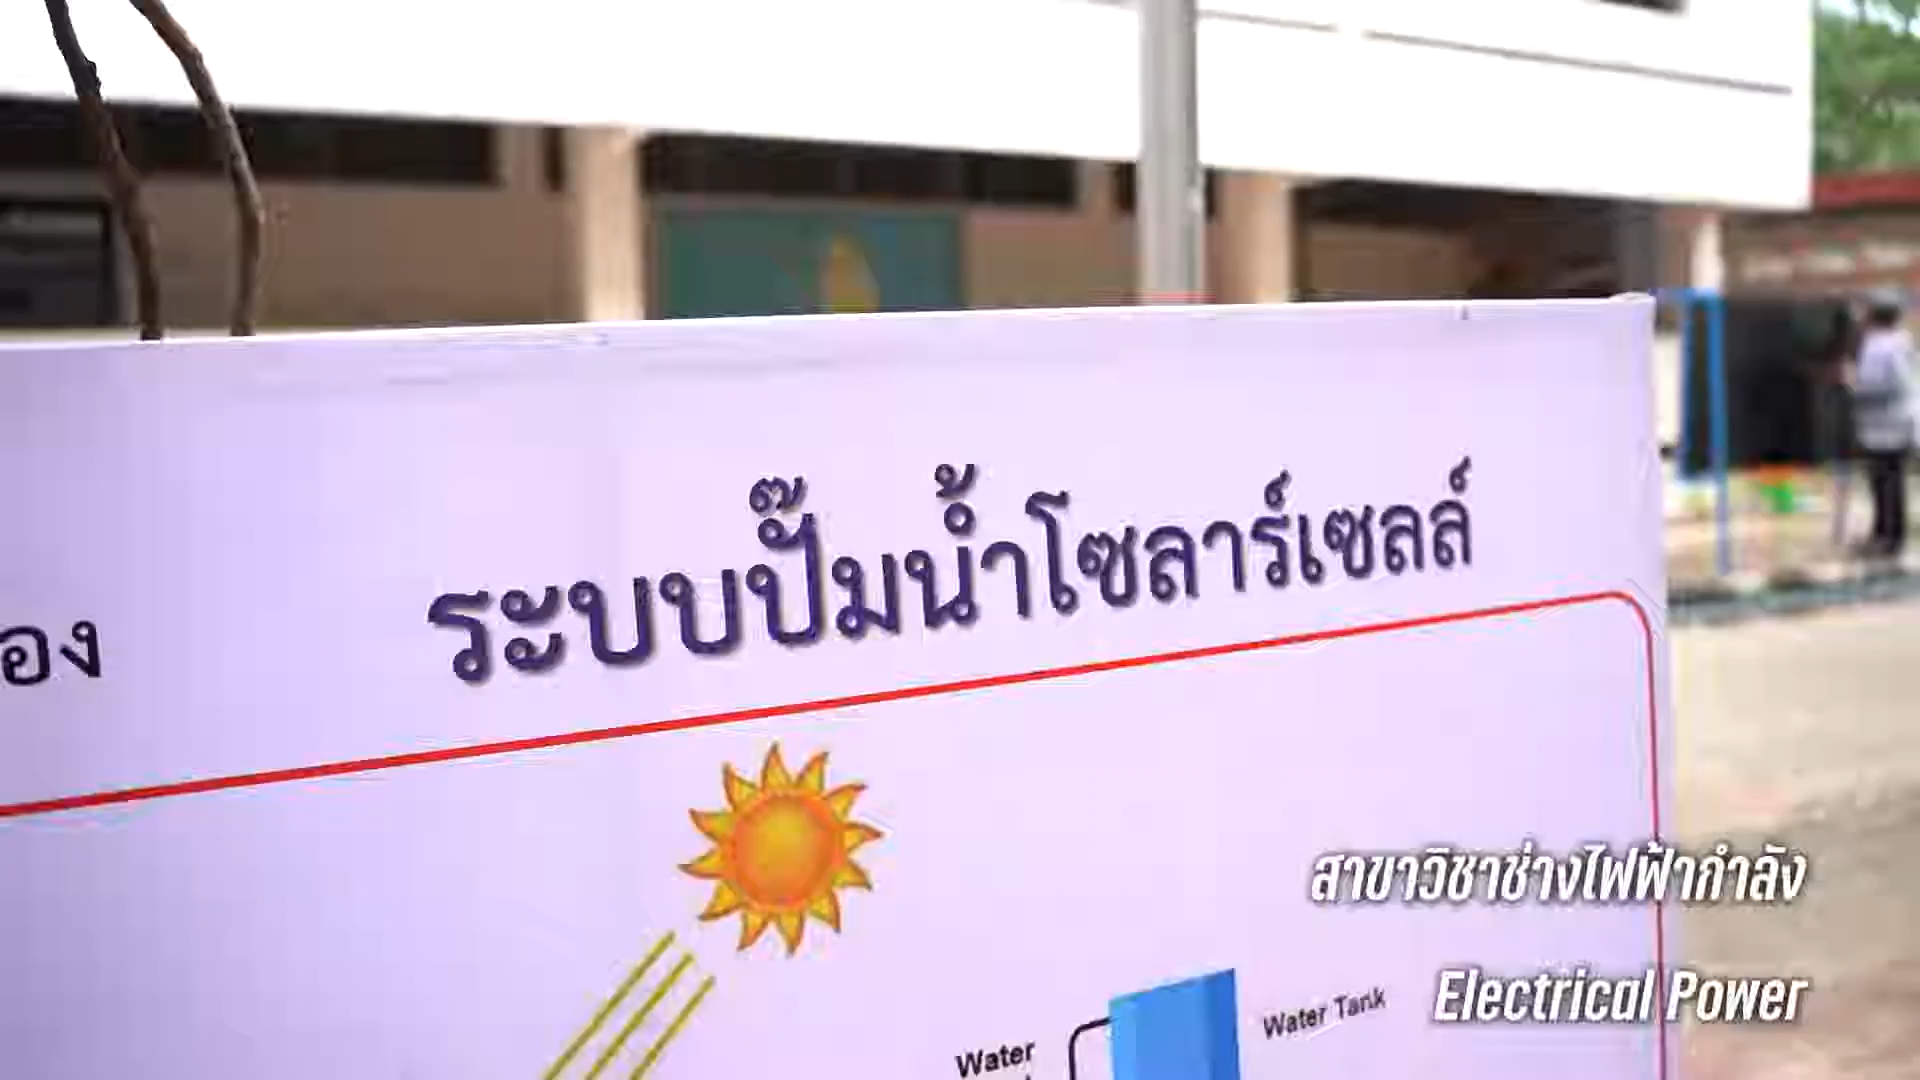 ระบบปั๊มน้ำโซลาร์เซลล์
สาขาวิชาช่างไฟฟ้ากำลัง
Electrical Power
Water Tank
Water